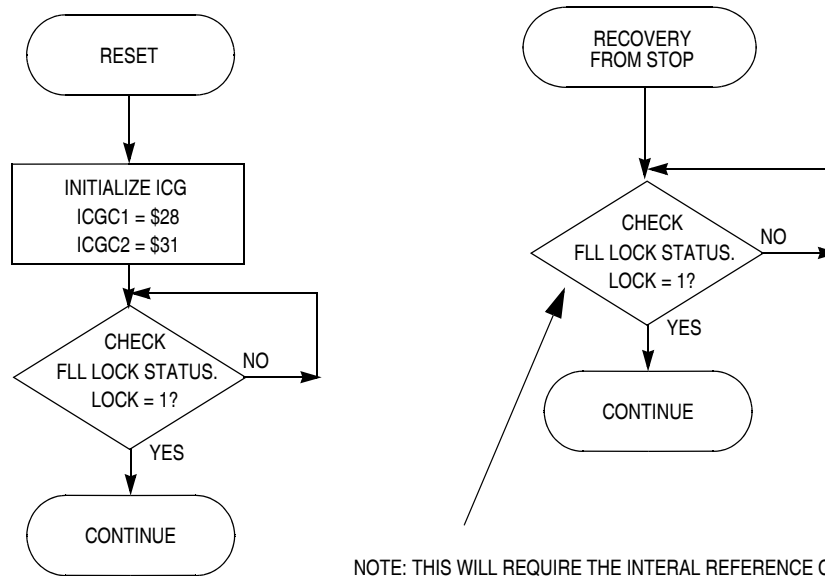 RESET
INITIALIZE ICG
ICGC1 = $28
ICGC2 = $31
CHECK
FLL LOCK STATUS.
LOCK = 1?
NO
YES
CONTINUE
RECOVERY
FROM STOP
CHECK
FLL LOCK STATUS.
LOCK = 1?
NO
YES
CONTINUE
NOTE: THIS WILL REQUIRE THE INTERAL REFERENCE